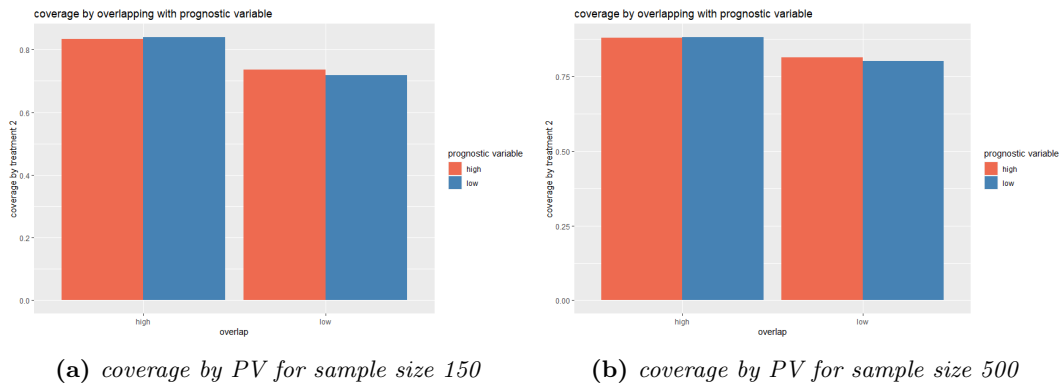 coverage by overlapping with prognostic variable
0.8
0.6
0.4
0.2
0.0
coverage by treatment 2
high
low
overlap
prognostic variable
high
low
(a) coverage by PV for sample size 150
coverage by overlapping with prognostic variable
0.75
0.50
0.25
0.00
coverage by treatment 2
high
low
overlap
prognostic variable
high
low
(b) coverage by PV for sample size 500